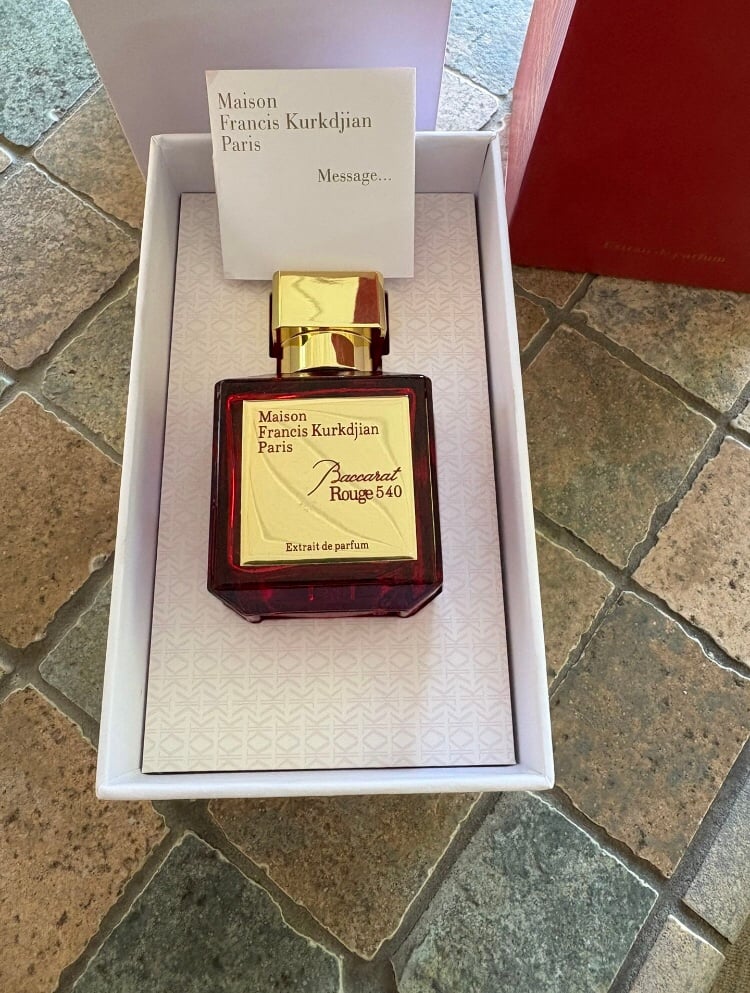 Maison
Francis Kurkdjian
Paris
Message...
Extrait de parfum
Maison
Francis Kurkdjian
Paris
Baccarat
Rouge 540
Extrait de parfum